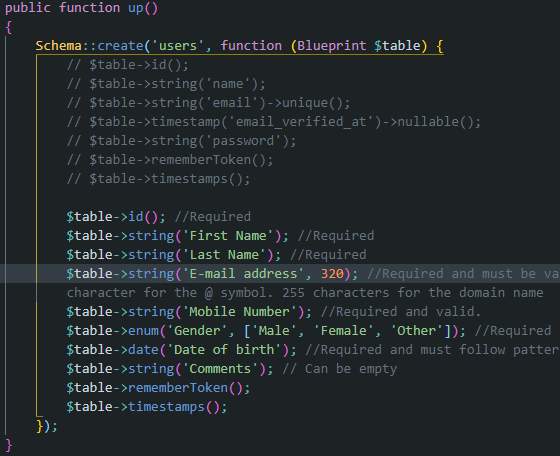 public function up()
{
Schema::create('users', function (Blueprint $table) {
// $table->id();
// $table->string('name');
// $table->string('email')->unique();
// $table->timestamp('email_verified_at')->nullable();
// $table->string('password');
// $table->rememberToken();
// $table->timestamps();
$table->id(); //Required
$table->string('First Name'); //Required
$table->string('Last Name'); //Required
$table->string('E-mail address', 320); //Required and must be va
character for the @ symbol. 255 characters for the domain name
$table->string('Mobile Number'); //Required and valid.
$table->enum('Gender', ['Male', 'Female', 'Other']); //Required
$table->date('Date of birth'); //Required and must follow patter
$table->string('Comments'); // Can be empty
$table->rememberToken();
$table->timestamps();
});
}